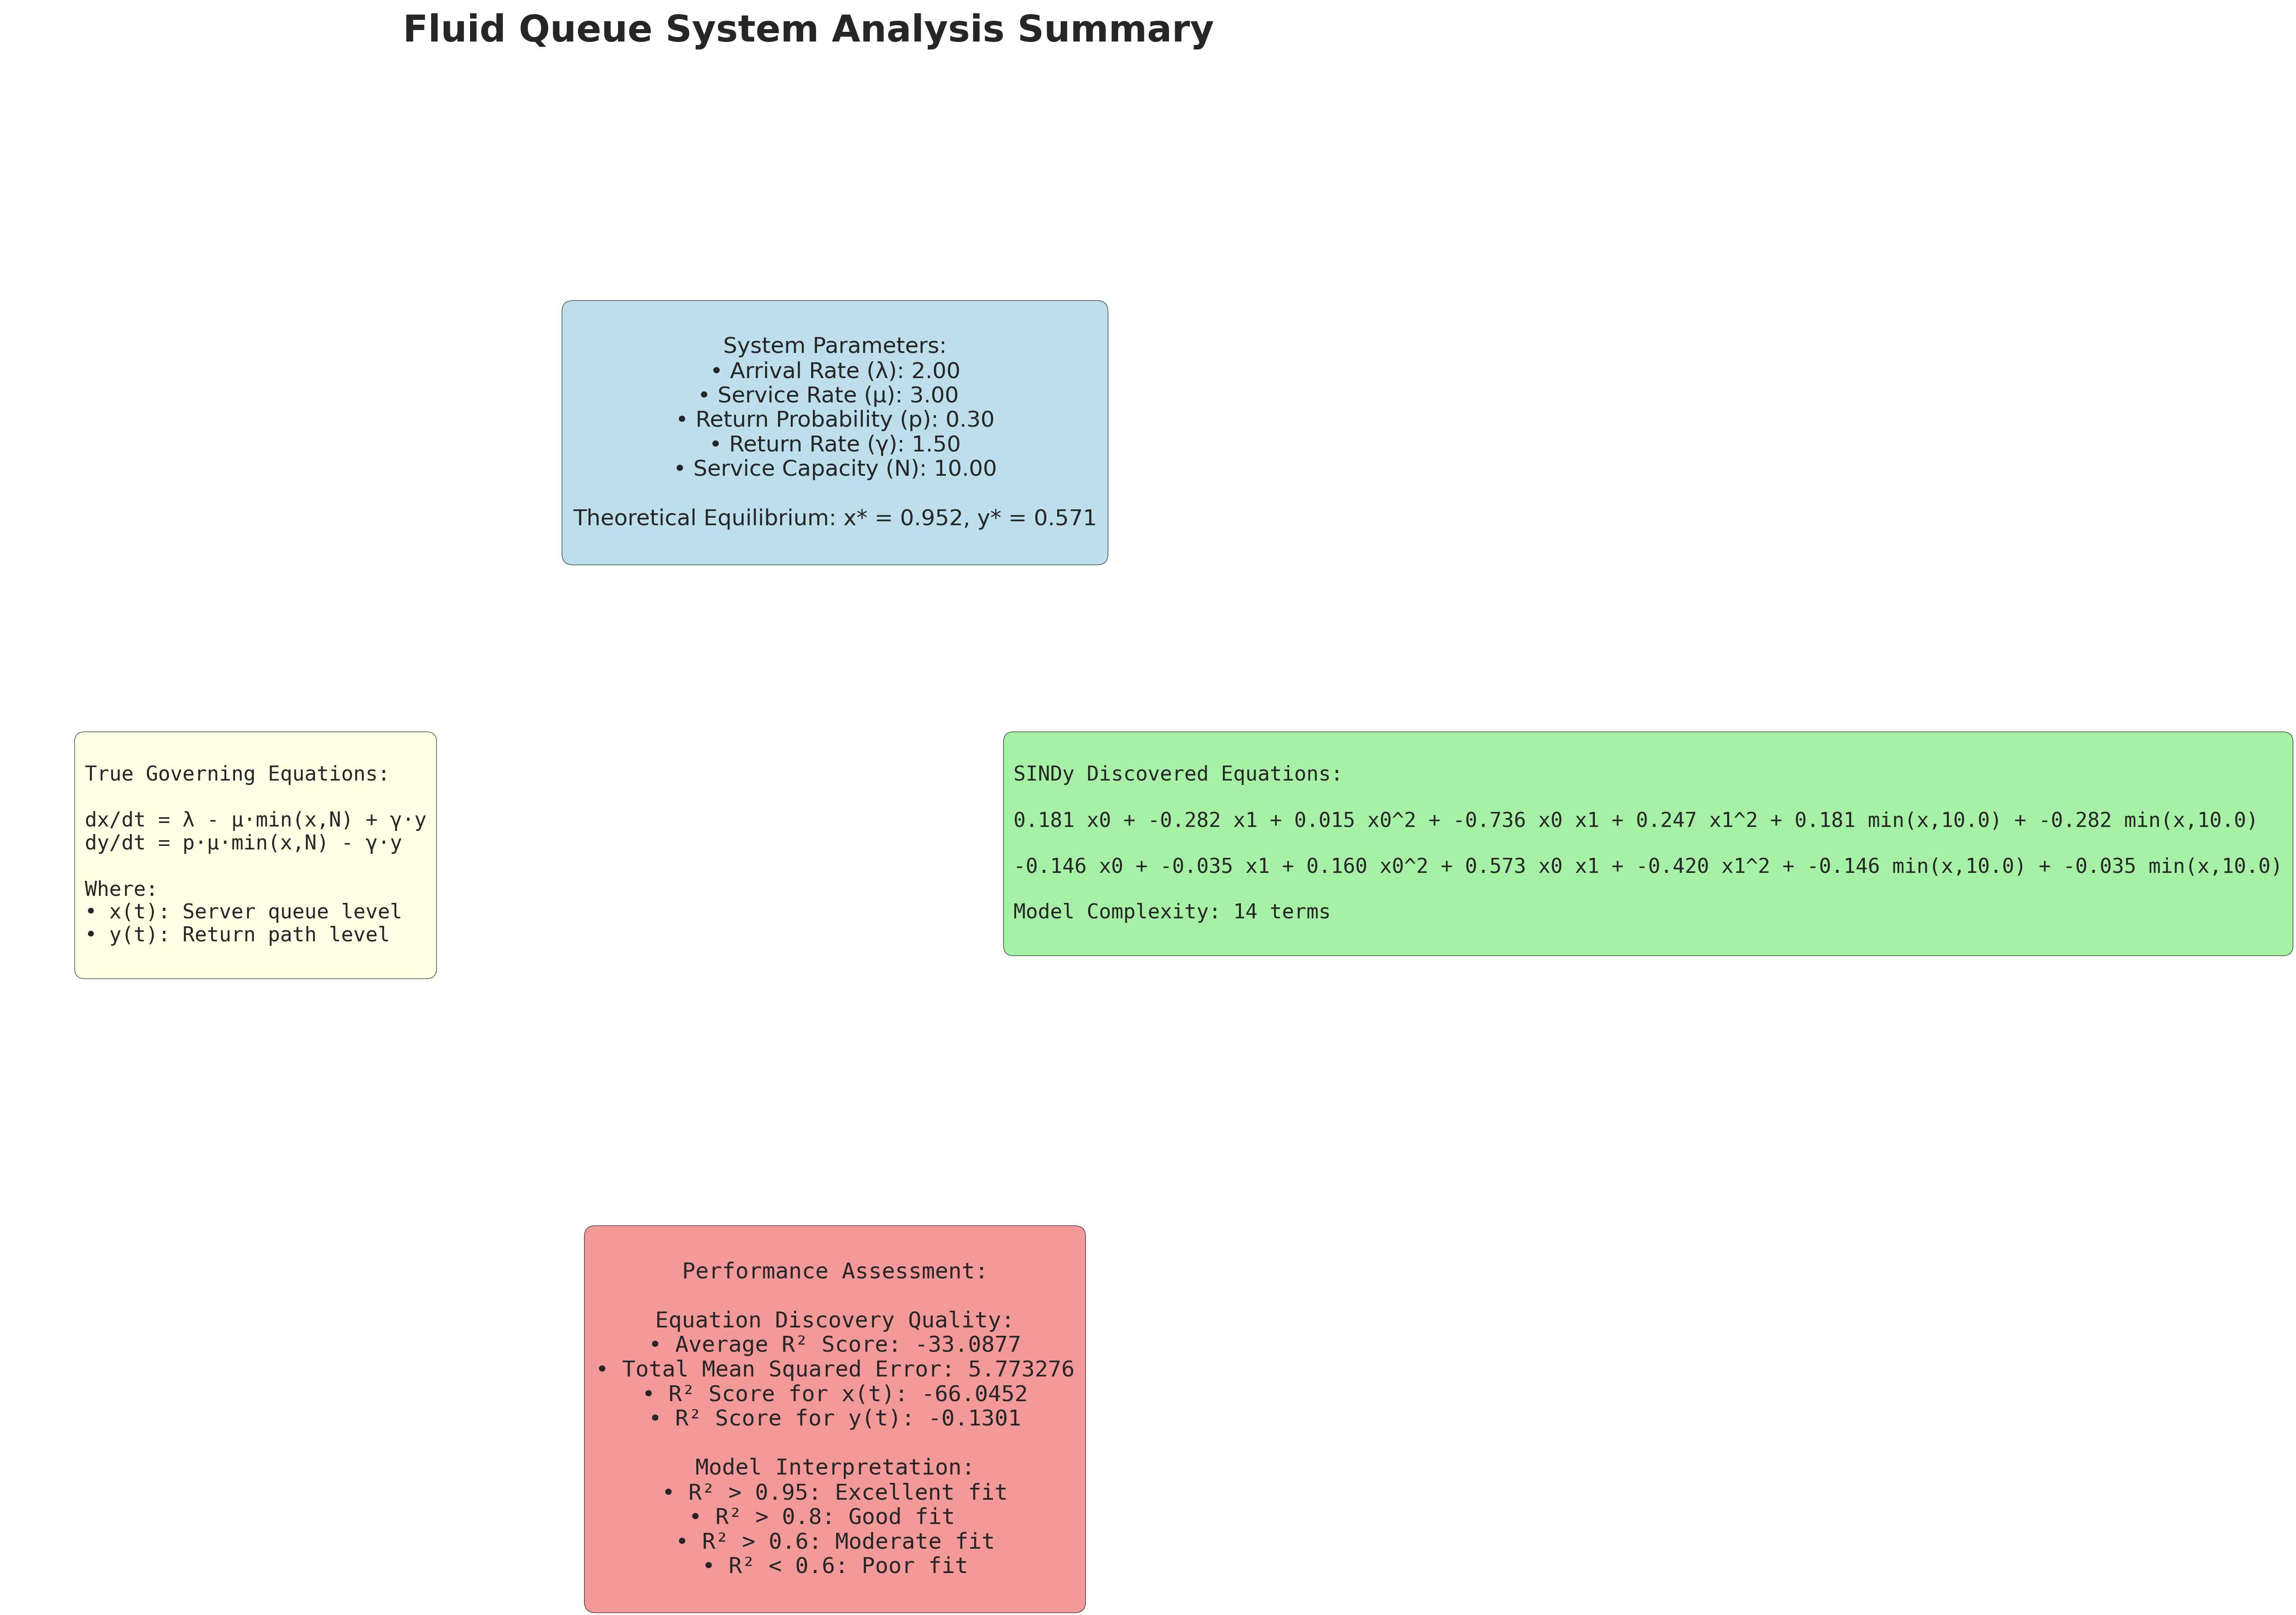 Fluid Queue System Analysis Summary
System Parameters:
• Arrival Rate (λ): 2.00
• Service Rate (μ): 3.00
• Return Probability (p): 0.30
• Return Rate (γ): 1.50
• Service Capacity (N): 10.00
Theoretical Equilibrium: x* = 0.952, y* = 0.571
True Governing Equations:
dx/dt = λ - μ·min(x,N) + γ·y
dy/dt = p·μ·min(x,N) - γ·y
Where:
• x(t): Server queue level
• y(t): Return path level
SINDy Discovered Equations:
0.181 x0 + -0.282 x1 + 0.015 x0^2 + -0.736 x0 x1 + 0.247 x1^2 + 0.181 min(x,10.0) + -0.282 min(x,10.0)
-0.146 x0 + -0.035 x1 + 0.160 x0^2 + 0.573 x0 x1 + -0.420 x1^2 + -0.146 min(x,10.0) + -0.035 min(x,10.0)
Model Complexity: 14 terms
Performance Assessment:
Equation Discovery Quality:
• Average R² Score: -33.0877
• Total Mean Squared Error: 5.773276
• R² Score for x(t): -66.0452
• R² Score for y(t): -0.1301
Model Interpretation:
• R² > 0.95: Excellent fit
• R² > 0.8: Good fit
• R² > 0.6: Moderate fit
• R² < 0.6: Poor fit